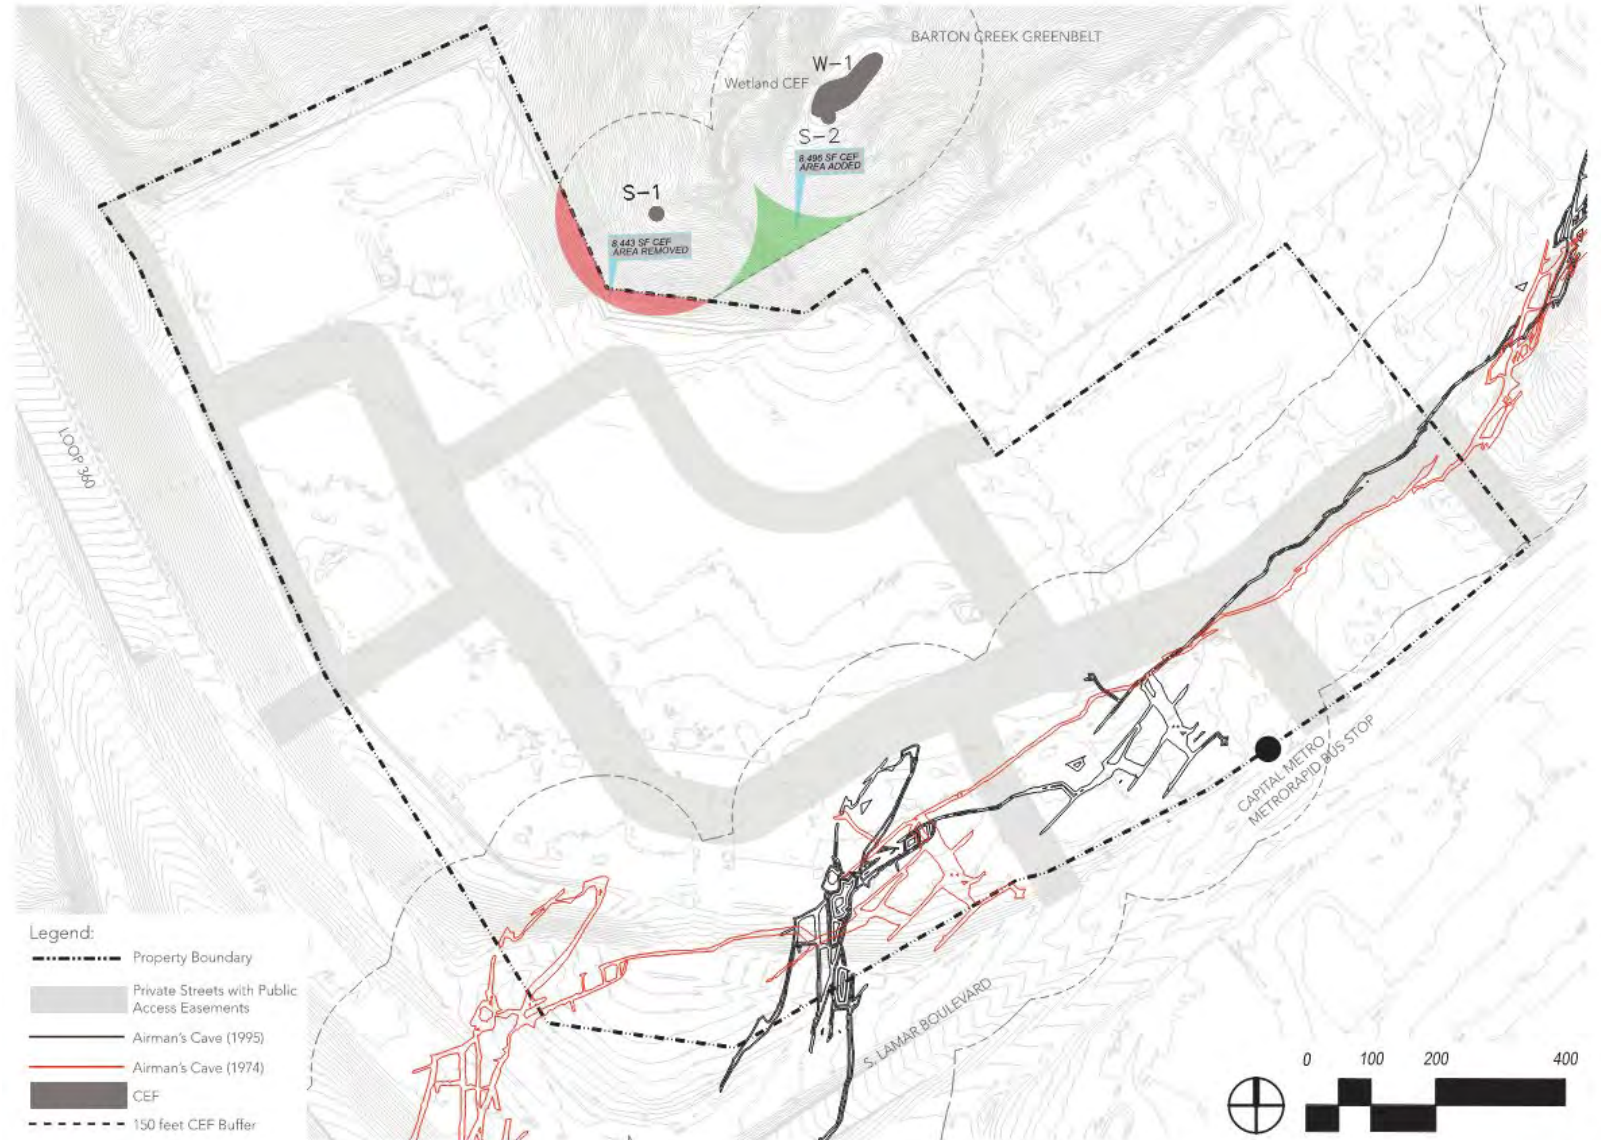 BARTON CREEK GREENBELT
W-1
Wetland CEF
S-2
8,496 SF CEF
AREA ADDED
S-1
8,443 SF CEF
AREA REMOVED
LOOP 360
CAPITAL METRO
METRORAPID BUS STOP
S. LAMAR BOULEVARD
Legend:
Property Boundary
Private Streets with Public
Access Easements
Airman's Cave (1995)
Airman's Cave (1974)
CEF
150 feet CEF Buffer
0 100 200 400